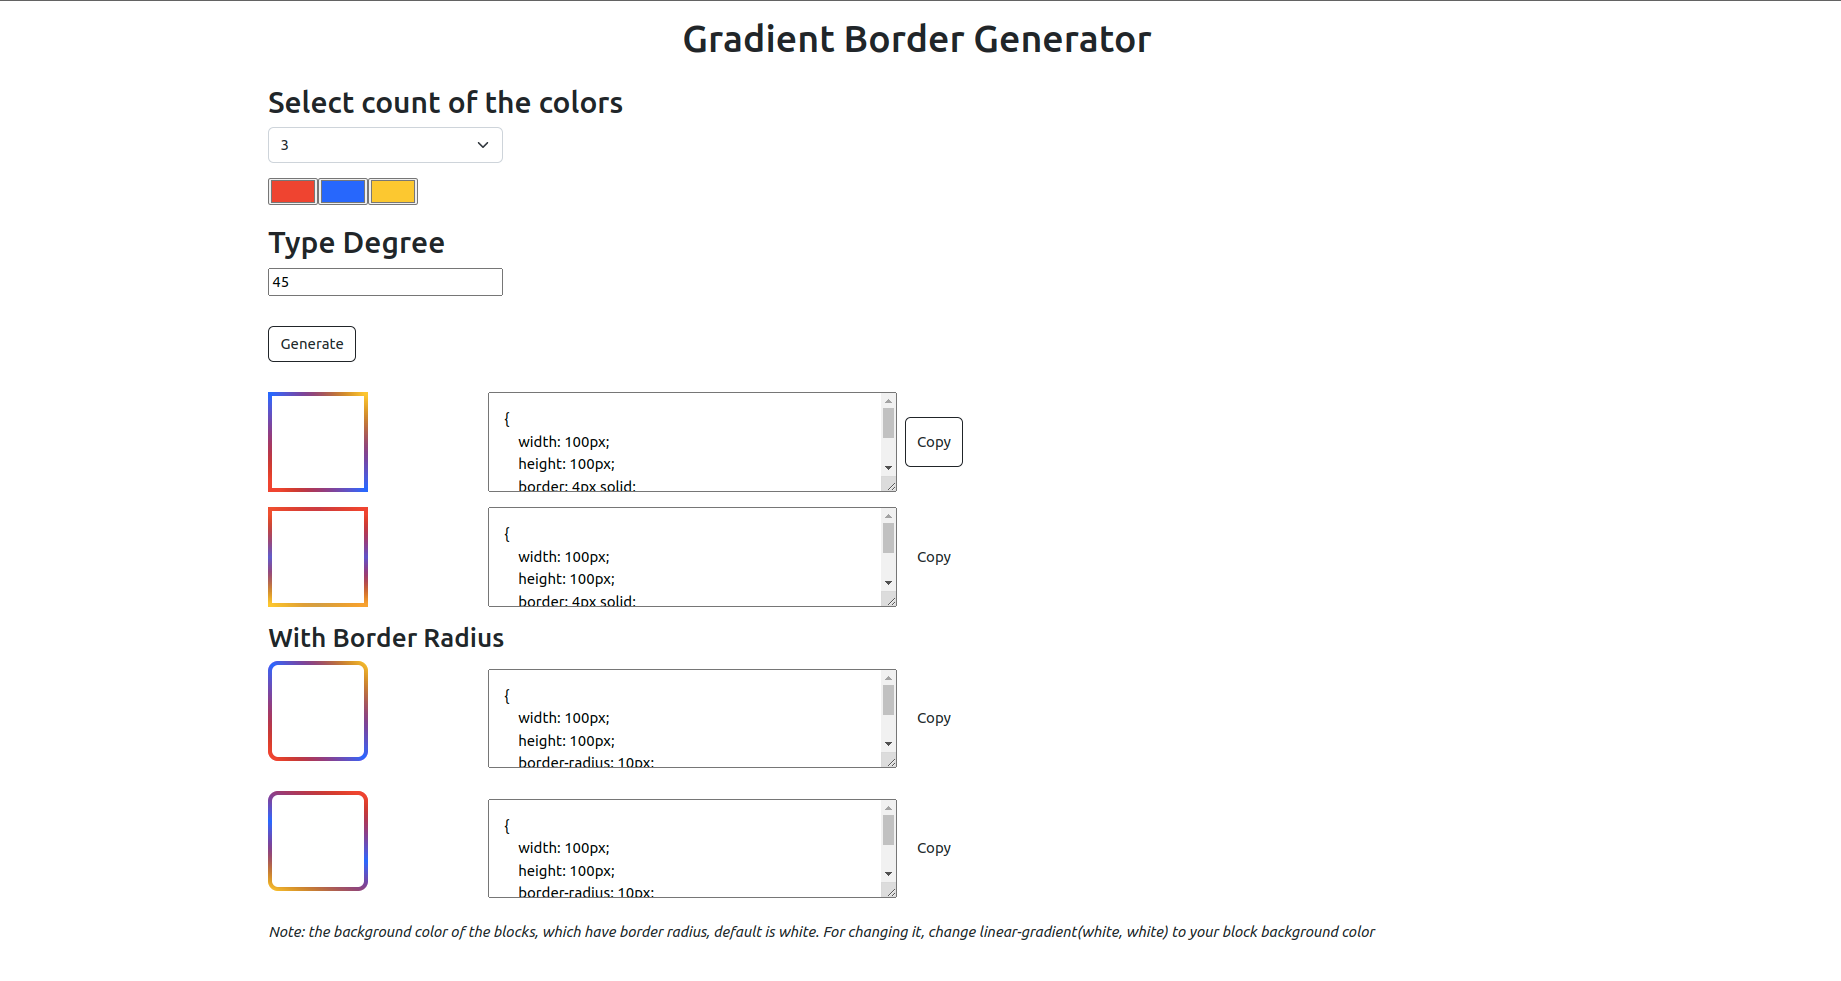 Gradient Border Generator
Select count of the colors
3
Type Degree
45
Generate
{
width: 100px;
height: 100px;
border: 4px solid;
Copy
{
width: 100px;
height: 100px;
border: 4px solid;
Copy
With Border Radius
{
width: 100px;
height: 100px;
border-radius: 10px;
Copy
{
width: 100px;
height: 100px;
border-radius: 10px;
Copy
Note: the background color of the blocks, which have border radius, default is white. For changing it, change linear-gradient(white, white) to your block background color